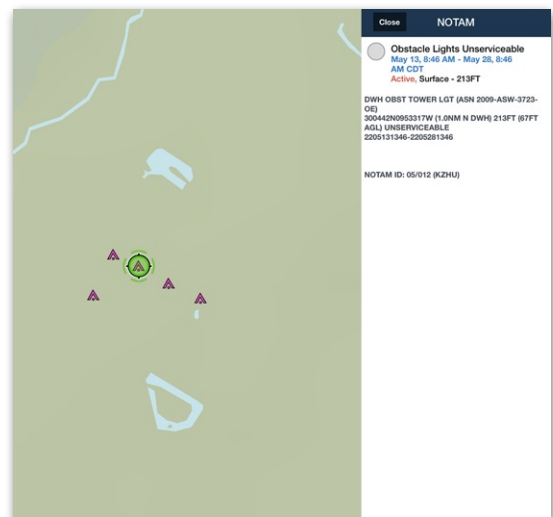 Close
NOTAM
Obstacle Lights Unserviceable
May 13, 8:46 AM - May 28, 8:46
AM CDT
Active, Surface - 213FT
DWH OBST TOWER LGT (ASN 2009-ASW-3723-
OE)
300442N0953317W (1.0NM N DWH) 213FT (67FT
AGL) UNSERVICEABLE
2205131346-2205281346
NOTAM ID: 05/012 (KZHU)